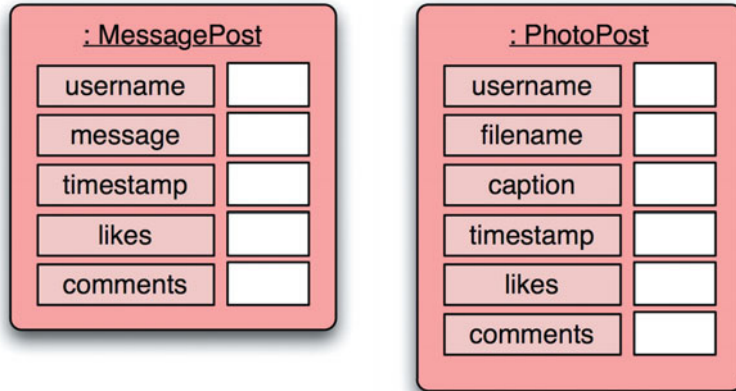 : MessagePost
username
message
timestamp
likes
comments
: PhotoPost
username
filename
caption
timestamp
likes
comments